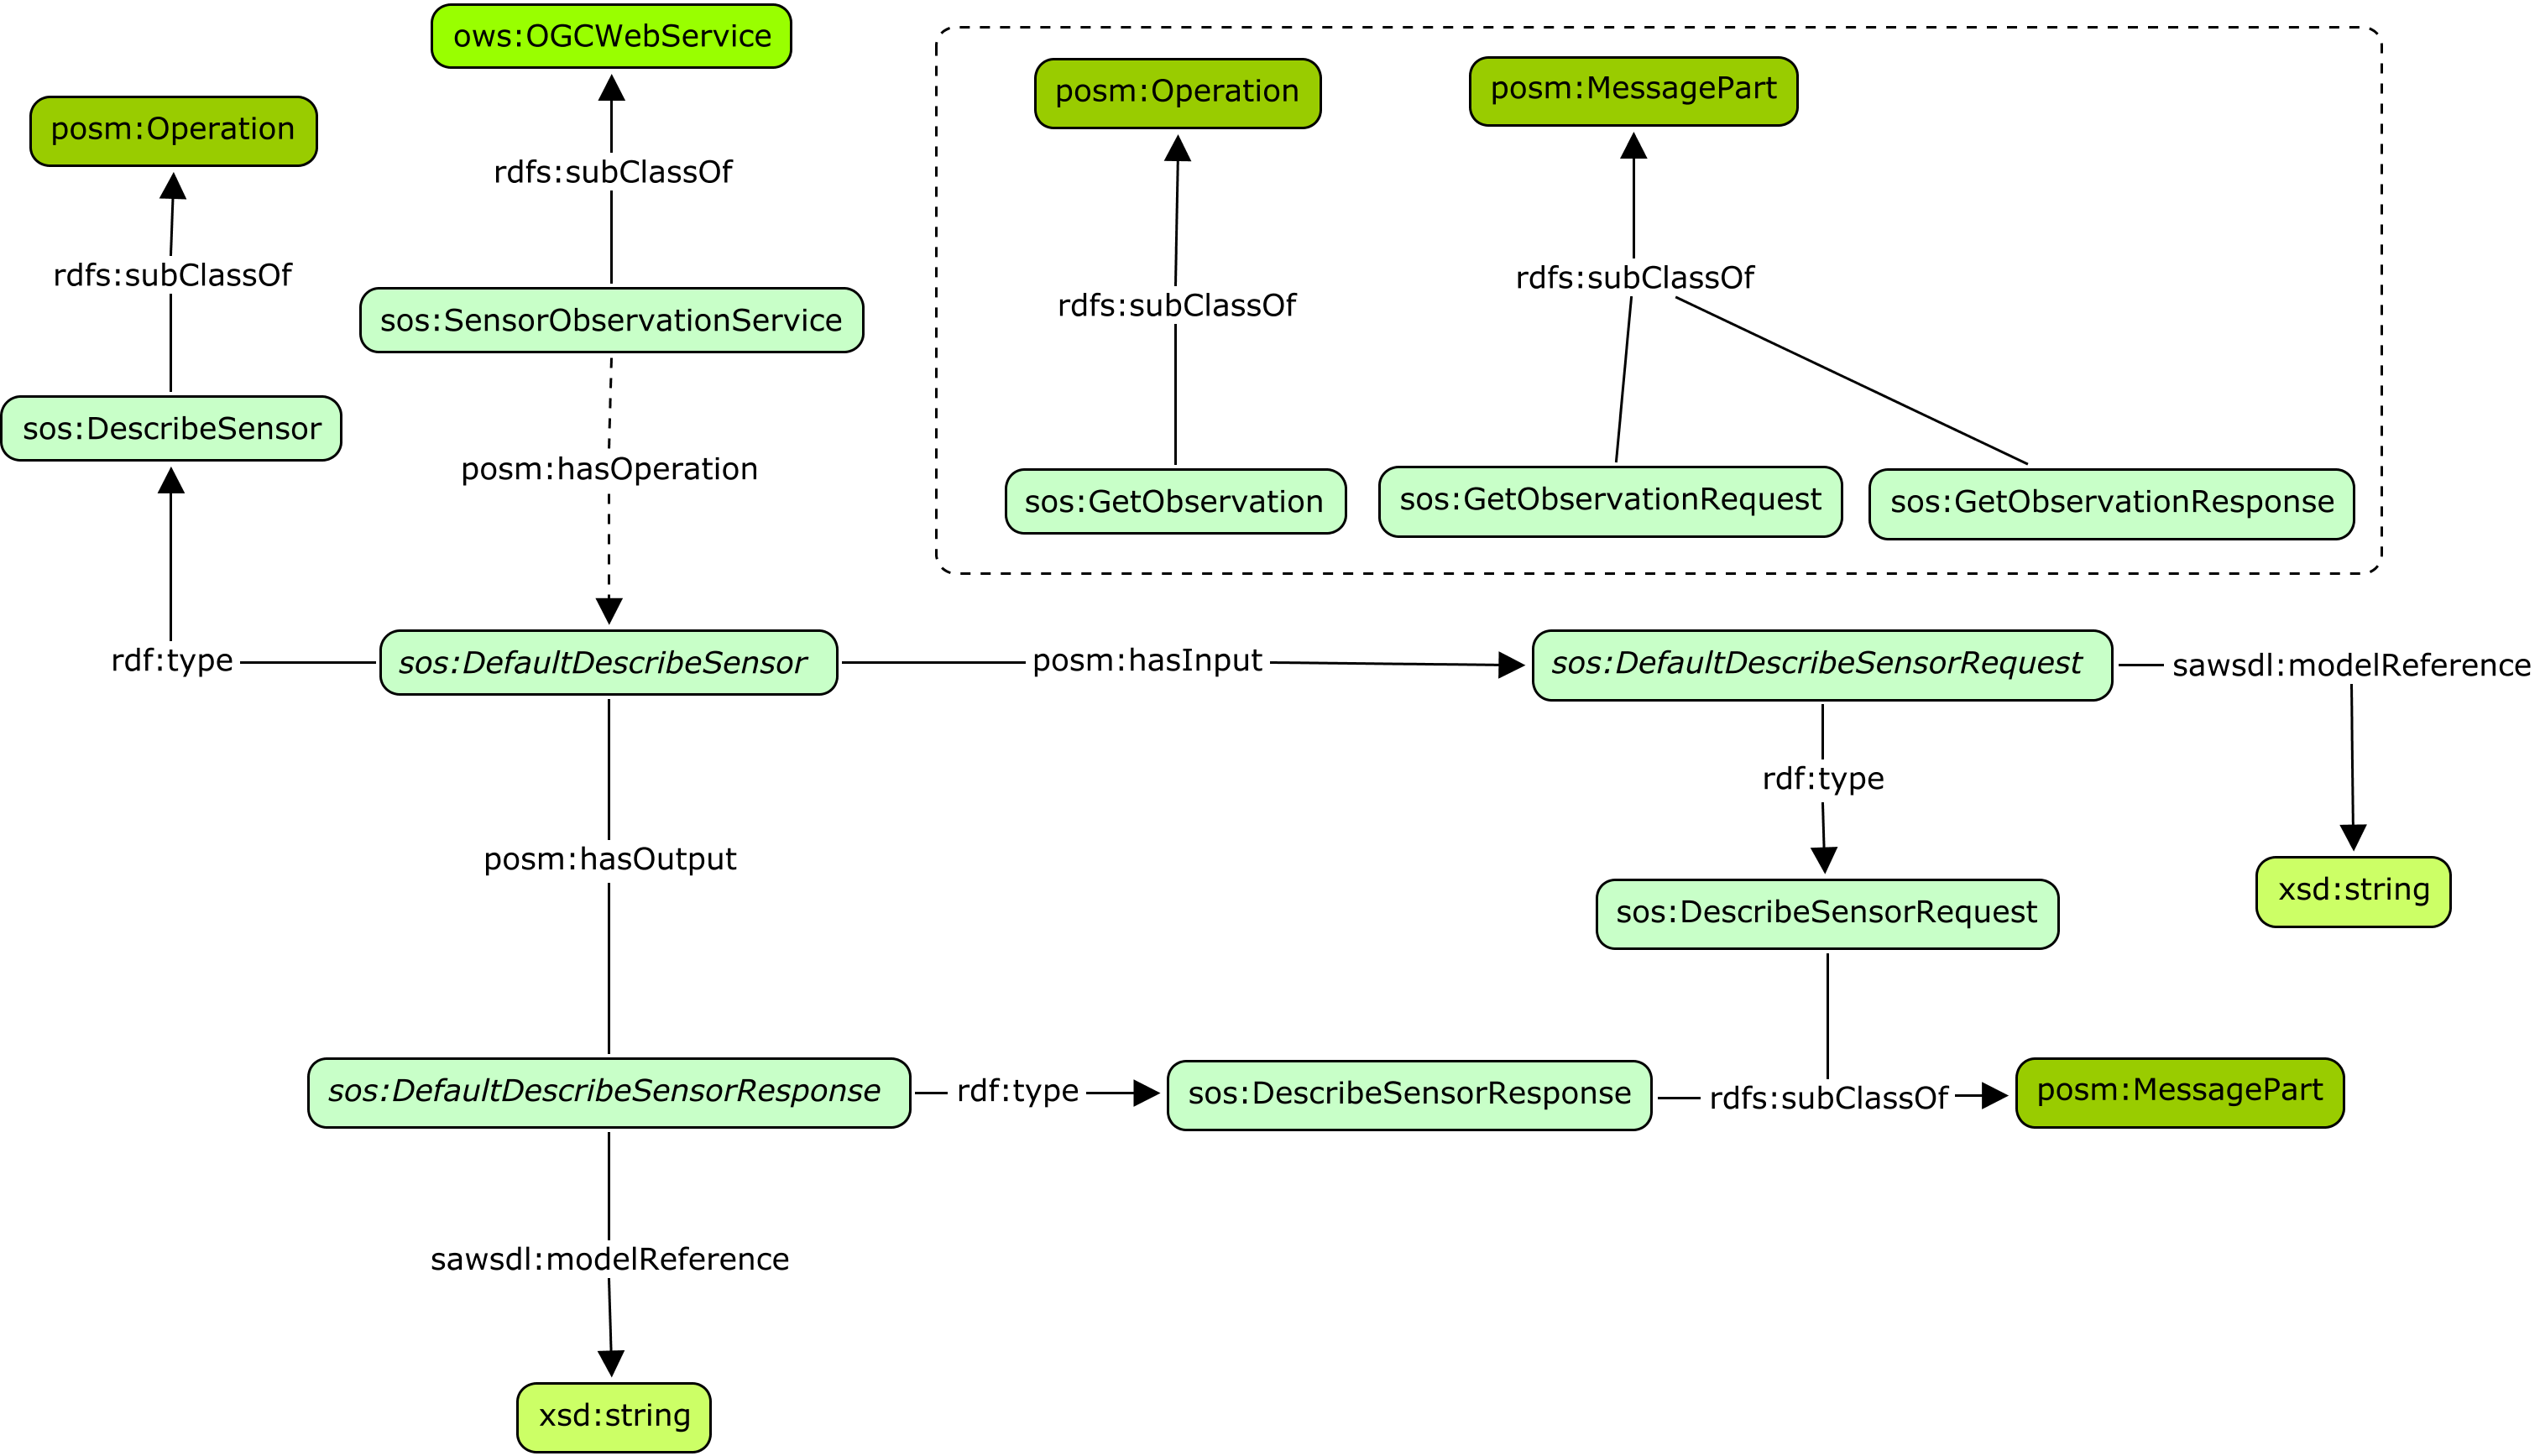 ows:OGCWebService
posm:Operation
posm:MessagePart
posm:Operation
rdfs:subClassOf
rdfs:subClassOf
rdfs:subClassOf
rdfs:subClassOf
sos:SensorObservationService
sos:DescribeSensor
posm:hasOperation
sos:GetObservation
sos:GetObservationRequest
sos:GetObservationResponse
rdf:type
sos:DefaultDescribeSensor
posm:hasInput
sos:DefaultDescribeSensorRequest
sawsdl:modelReference
rdf:type
posm:hasOutput
sos:DescribeSensorRequest
xsd:string
sos:DefaultDescribeSensorResponse
rdf:type
sos:DescribeSensorResponse
rdfs:subClassOf
posm:MessagePart
sawsdl:modelReference
xsd:string